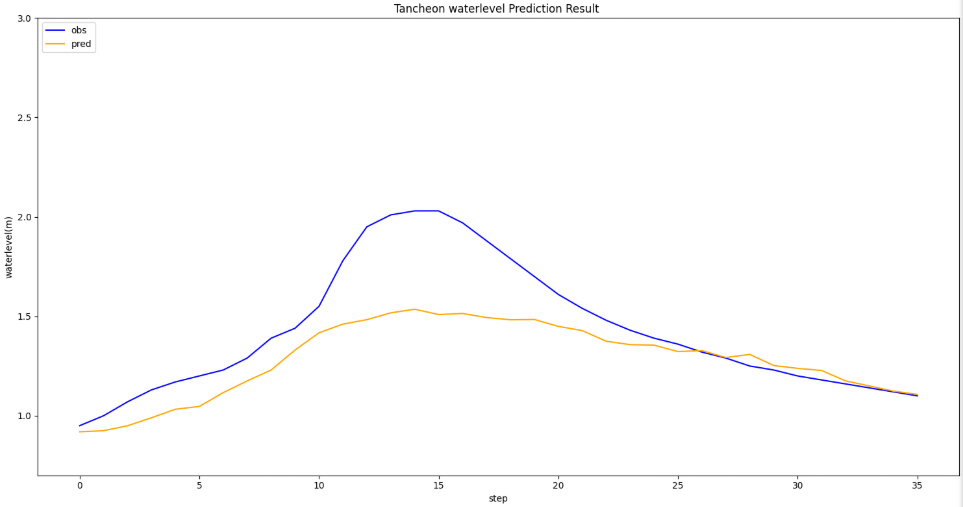 Tancheon waterlevel Prediction Result
obs
pred
waterlevel(m)
3.0
2.5
2.0
1.5
1.0
0 5 10 15 20 25 30 35
step